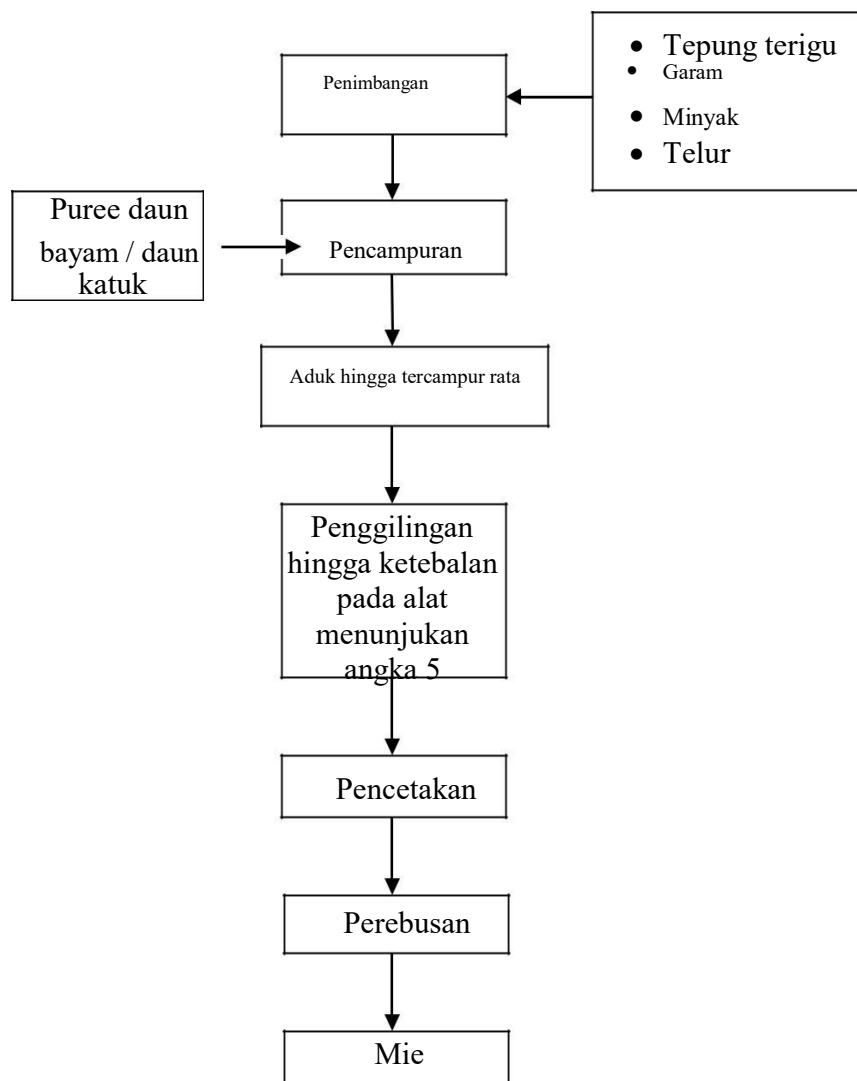 • Tepung terigu
• Garam
Penimbangan
• Minyak
• Telur
Puree daun
bayam / daun
katuk
Pencampuran
Aduk hingga tercampur rata
Penggilingan
hingga ketebalan
pada alat
menunjukan
angka 5
Pencetakan
Perebusan
Mie